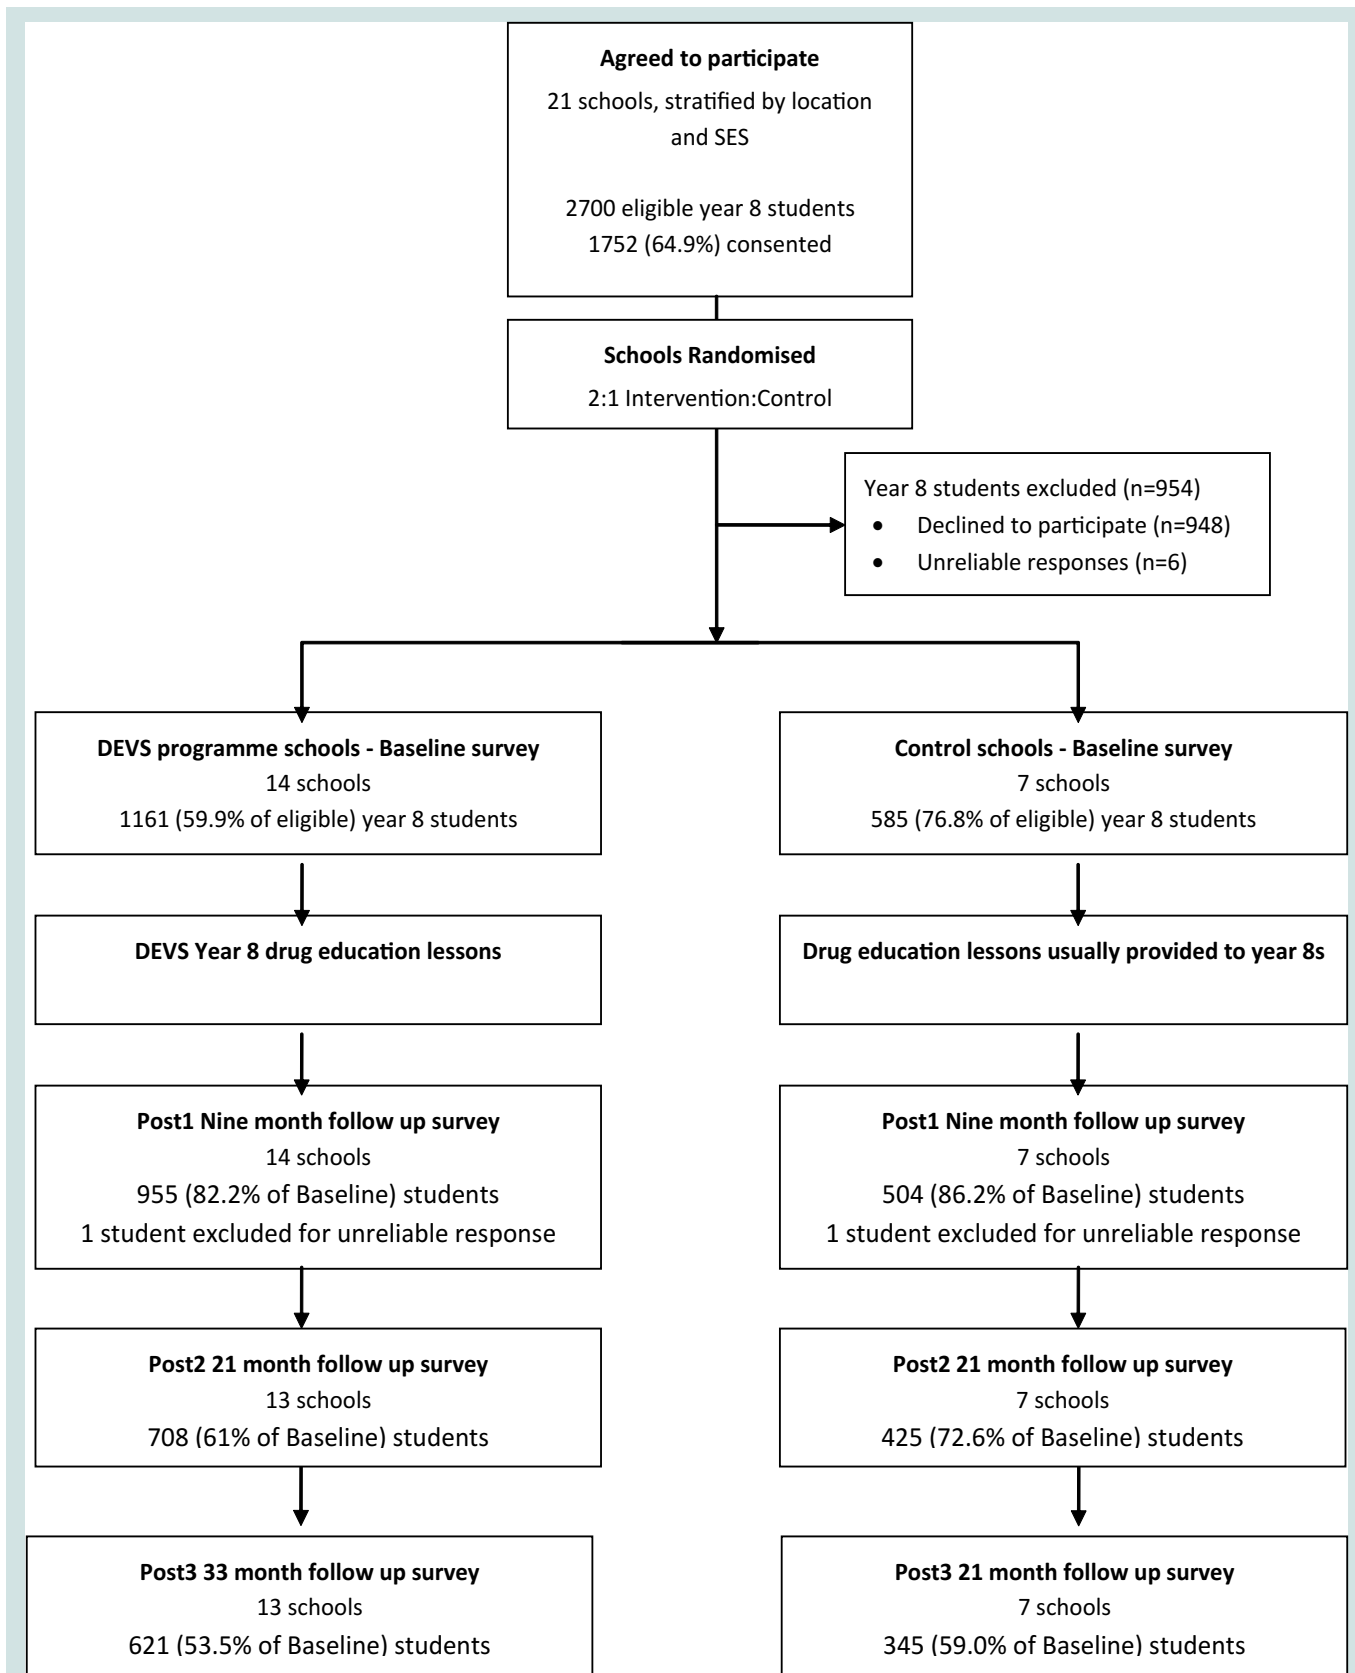 Agreed to participate
21 schools, stratified by location
and SES
2700 eligible year 8 students
1752 (64.9%) consented
Schools Randomised
2:1 Intervention:Control
Year 8 students excluded (n=954)
• Declined to participate (n=948)
• Unreliable responses (n=6)
DEVS programme schools - Baseline survey
14 schools
1161 (59.9% of eligible) year 8 students
Control schools - Baseline survey
7 schools
585 (76.8% of eligible) year 8 students
DEVS Year 8 drug education lessons
Drug education lessons usually provided to year 8s
Post1 Nine month follow up survey
14 schools
955 (82.2% of Baseline) students
1 student excluded for unreliable response
Post1 Nine month follow up survey
7 schools
504 (86.2% of Baseline) students
1 student excluded for unreliable response
Post2 21 month follow up survey
13 schools
708 (61% of Baseline) students
Post2 21 month follow up survey
7 schools
425 (72.6% of Baseline) students
Post3 33 month follow up survey
13 schools
621 (53.5% of Baseline) students
Post3 21 month follow up survey
7 schools
345 (59.0% of Baseline) students